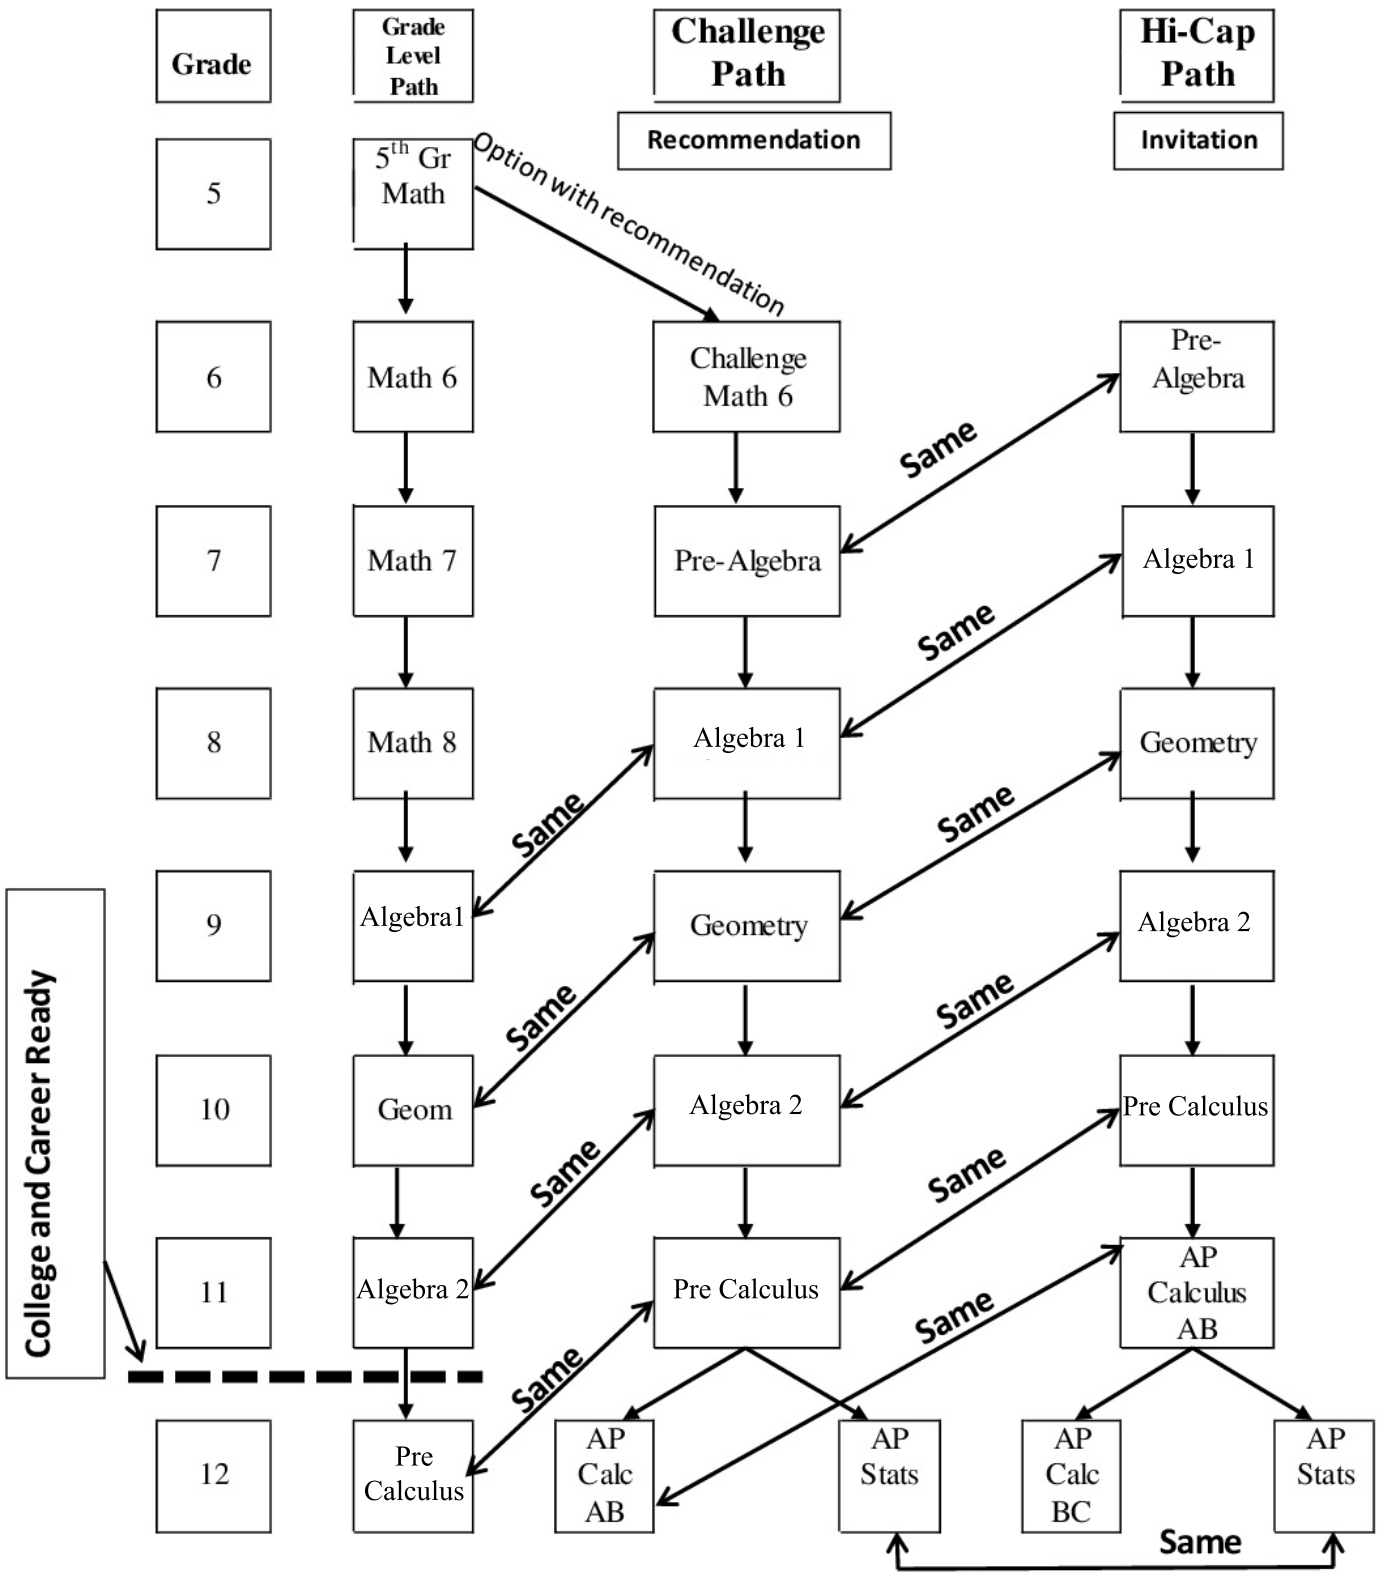 Grade
Grade
Level
Path
Challenge
Path
Hi-Cap
Path
Recommendation
Invitation
5
5th Gr
Math
Option with recommendation
6
Math 6
Challenge
Math 6
Pre-
Algebra
Same
7
Math 7
Pre-Algebra
Algebra 1
Same
8
Math 8
Algebra 1
Geometry
Same
Same
9
Algebra1
Geometry
Algebra 2
Same
Same
College and Career Ready
10
Geom
Algebra 2
Pre Calculus
Same
Same
11
Algebra 2
Pre Calculus
AP
Calculus
AB
Same
Same
12
Pre
Calculus
AP
Calc
AB
AP
Stats
AP
Calc
BC
AP
Stats
Same